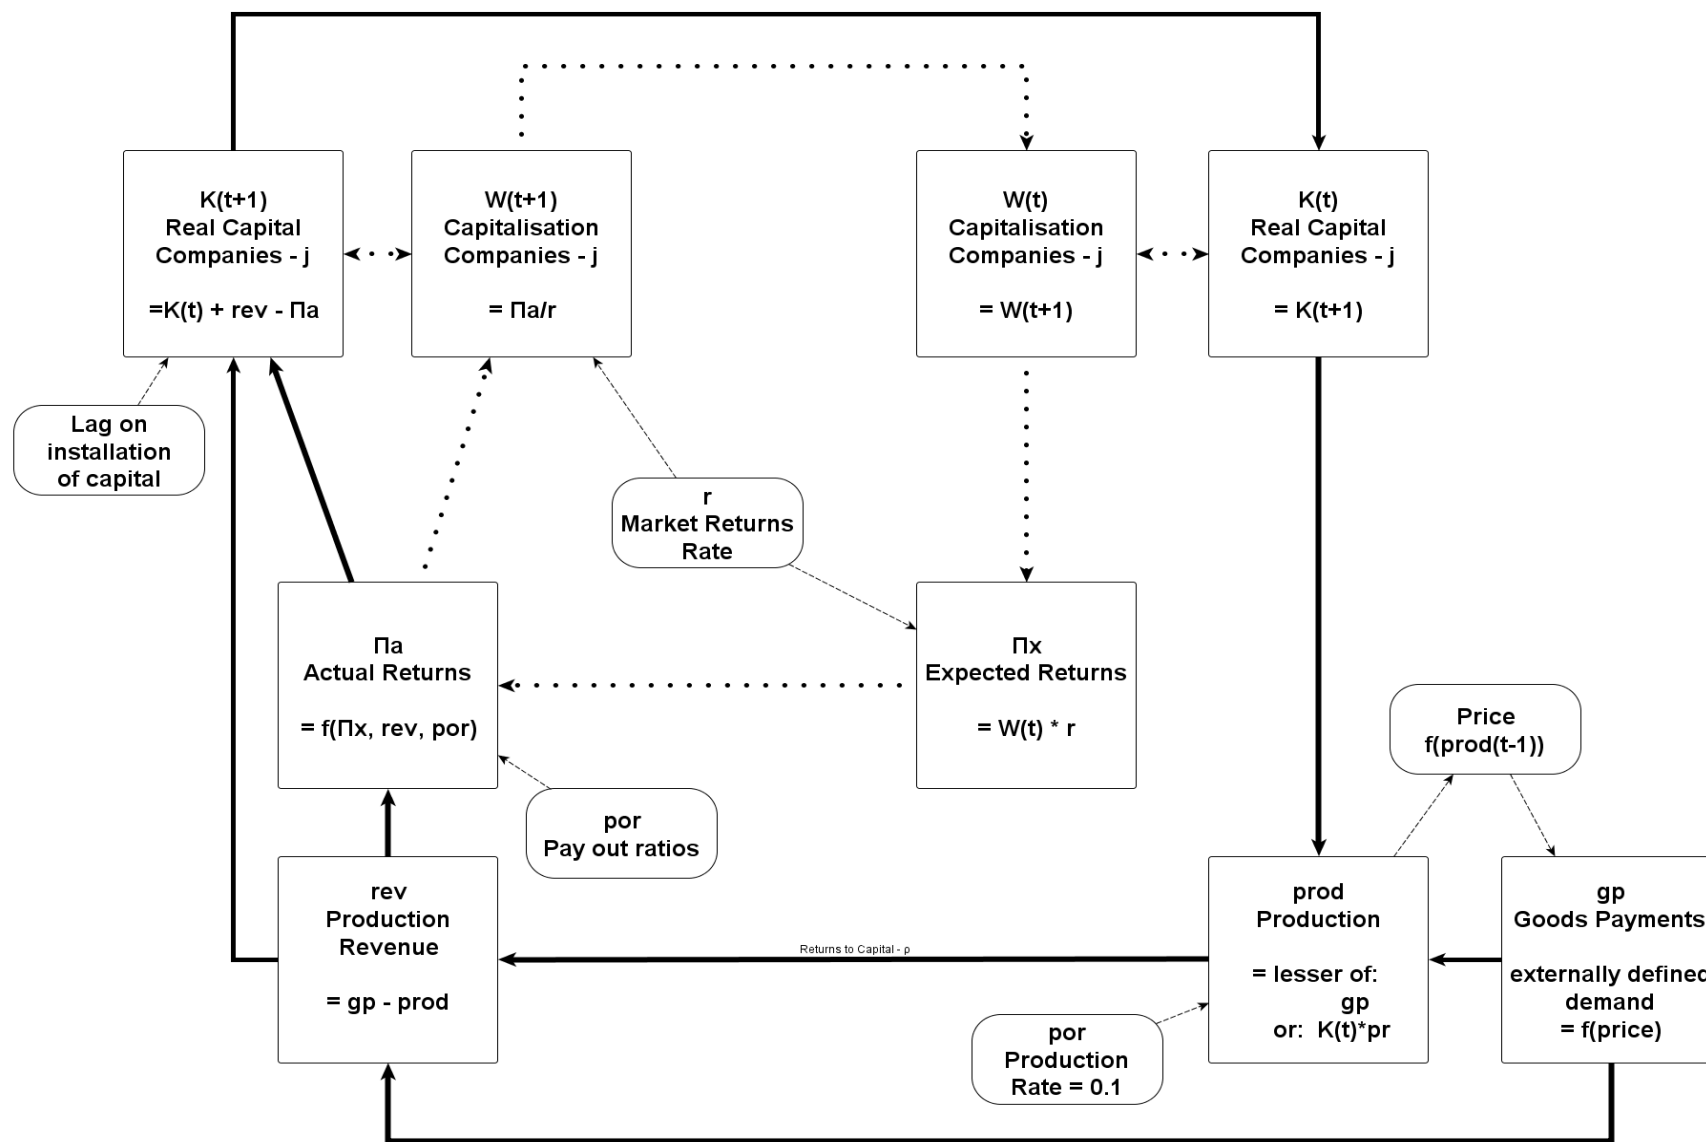 K(t+1)
Real Capital
Companies - j
=K(t) + rev - Πa
W(t+1)
Capitalisation
Companies - j
= Πa/r
W(t)
Capitalisation
Companies - j
= W(t+1)
K(t)
Real Capital
Companies - j
= K(t+1)
Lag on
installation
of capital
r
Market Returns
Rate
Πa
Actual Returns
= f(Πx, rev, por)
Πx
Expected Returns
= W(t) * r
Price
f(prod(t-1))
por
Pay out ratios
rev
Production
Revenue
= gp - prod
Returns to Capital - ρ
prod
Production
= lesser of:
gp
or: K(t)*pr
gp
Goods Payments
externally defined
demand
= f(price)
por
Production
Rate = 0.1